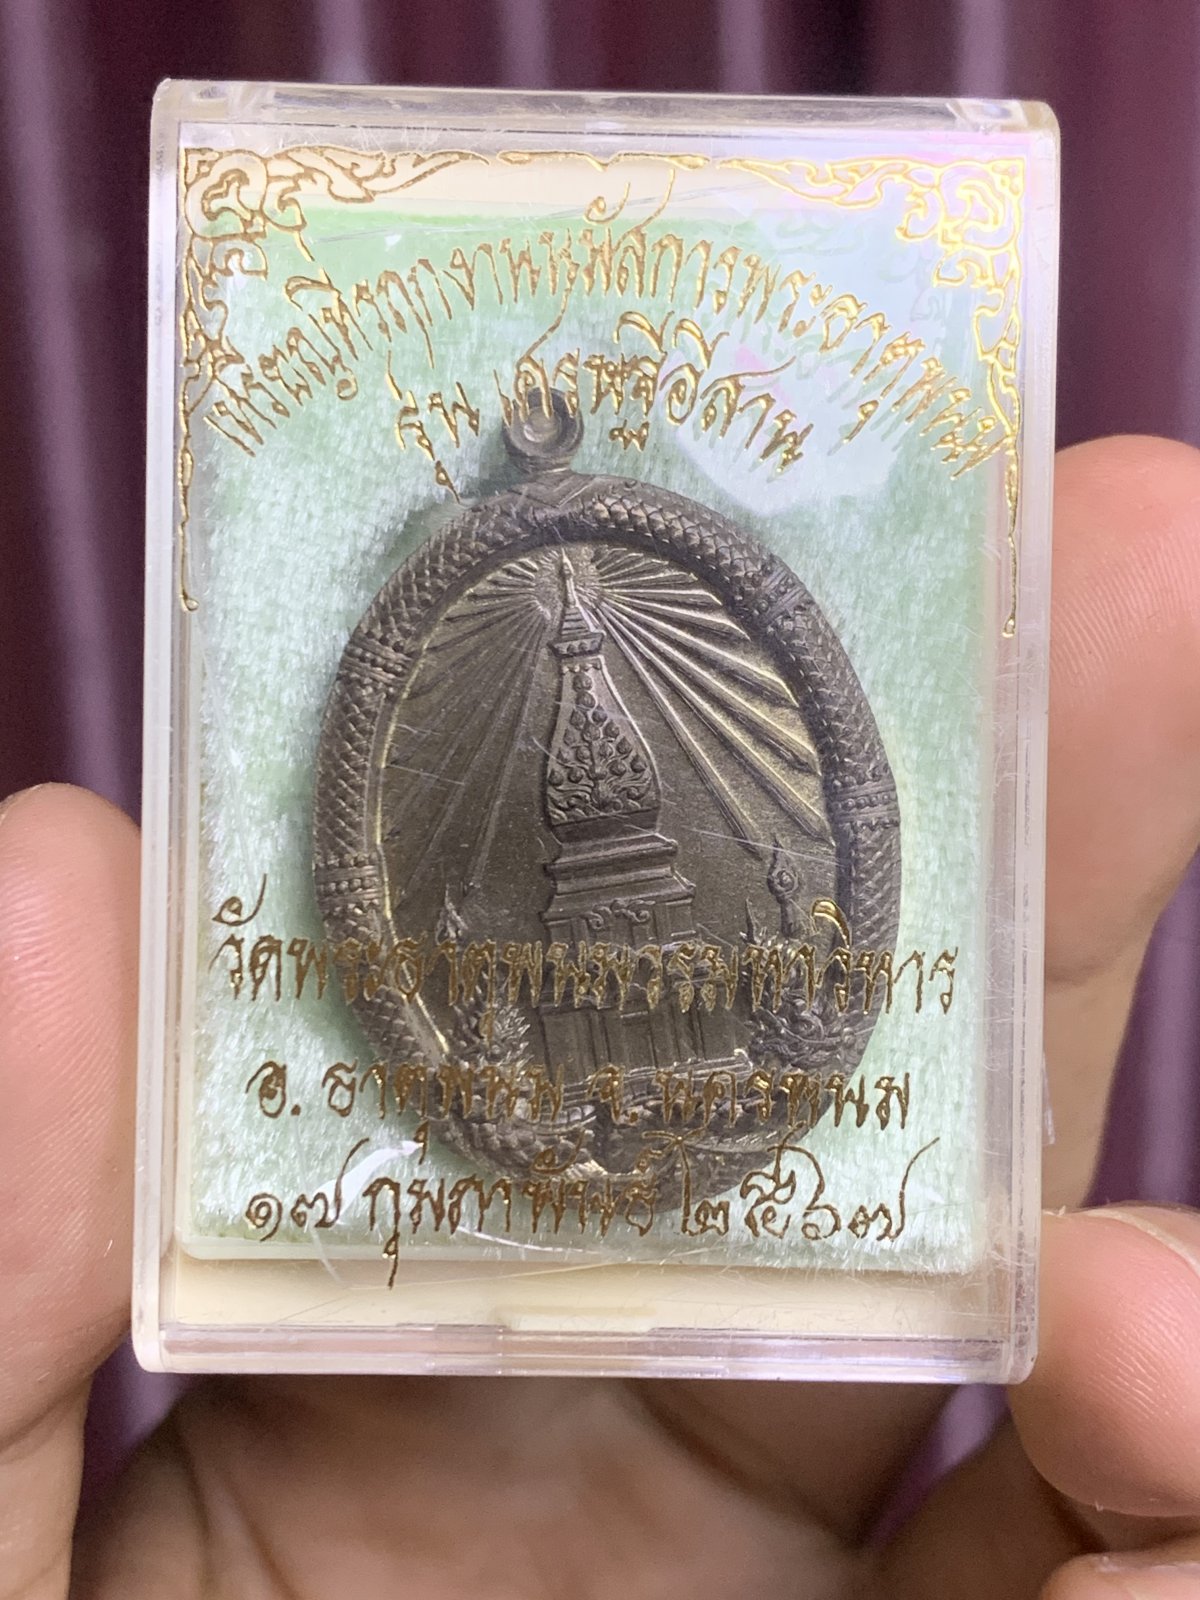 เหรียญที่ระฤกงานนมัสการพระธาตุพนม
รุ่น เศรษฐีอีสาน
วัดพระธาตุพนมวรมหาวิหาร
อ. ธาตุพนม จ. นครพนม
๑๗ กุมภาพันธ์ ๒๕๖๗